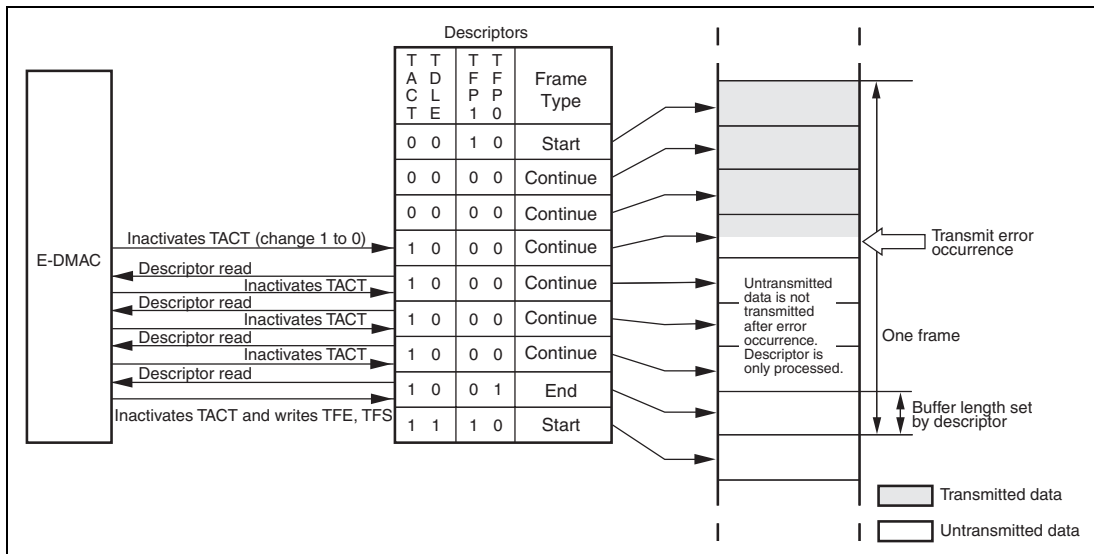 Descriptors
TACT TDLE TFP1 TFP0 Frame Type
0 0 1 0 Start
0 0 0 0 Continue
0 0 0 0 Continue
1 0 0 0 Continue
1 0 0 0 Continue
1 0 0 0 Continue
1 0 0 0 Continue
1 0 0 1 End
1 1 1 0 Start
E-DMAC
Inactivates TACT (change 1 to 0)
Descriptor read
Inactivates TACT
Descriptor read
Inactivates TACT
Descriptor read
Inactivates TACT
Descriptor read
Inactivates TACT and writes TFE, TFS
Untransmitted
data is not
transmitted
after error
occurrence.
Descriptor is
only processed.
Transmit error
occurrence
One frame
Buffer length set
by descriptor
Transmitted data
Untransmitted data